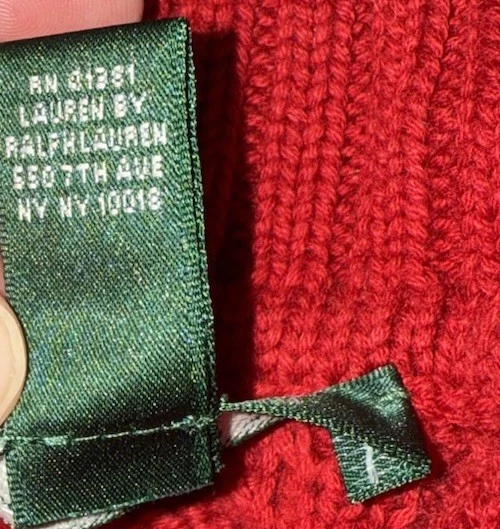 RN 41381
LAUREN BY
RALPH LAUREN
550 7TH AVE
NY NY 10018